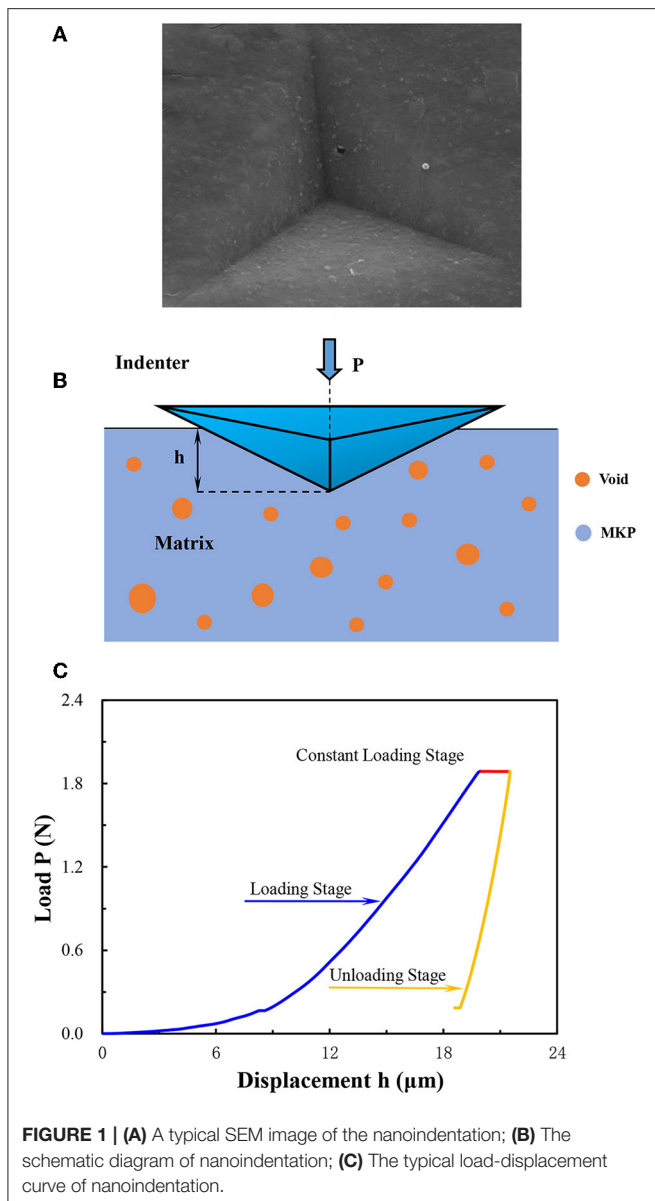 A
Indenter
P
B
h
Void
Matrix
MKP
C
2.4
Constant Loading Stage
1.8
Load P (N)
Loading Stage
1.2
0.6
Unloading Stage
0.0
0
6
12
18
24
Displacement h (μm)
FIGURE 1 | (A) A typical SEM image of the nanoindentation; (B) The
schematic diagram of nanoindentation; (C) The typical load-displacement
curve of nanoindentation.